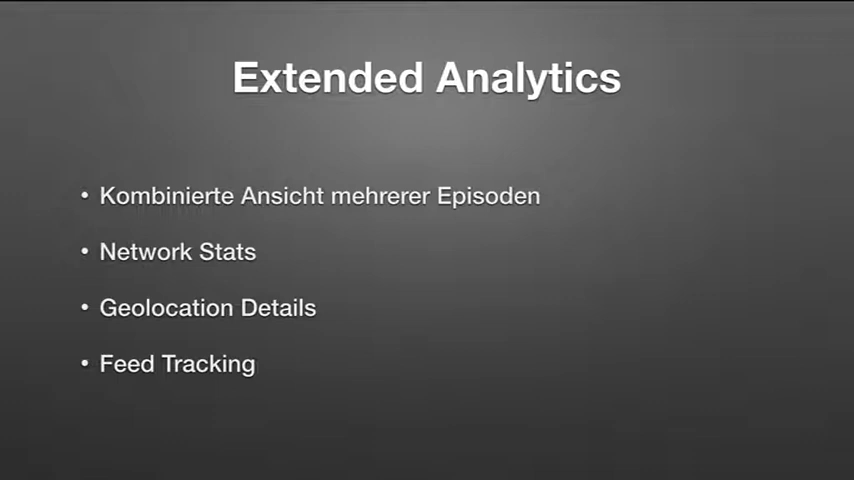 Extended Analytics
• Kombinierte Ansicht mehrerer Episoden
• Network Stats
• Geolocation Details
• Feed Tracking